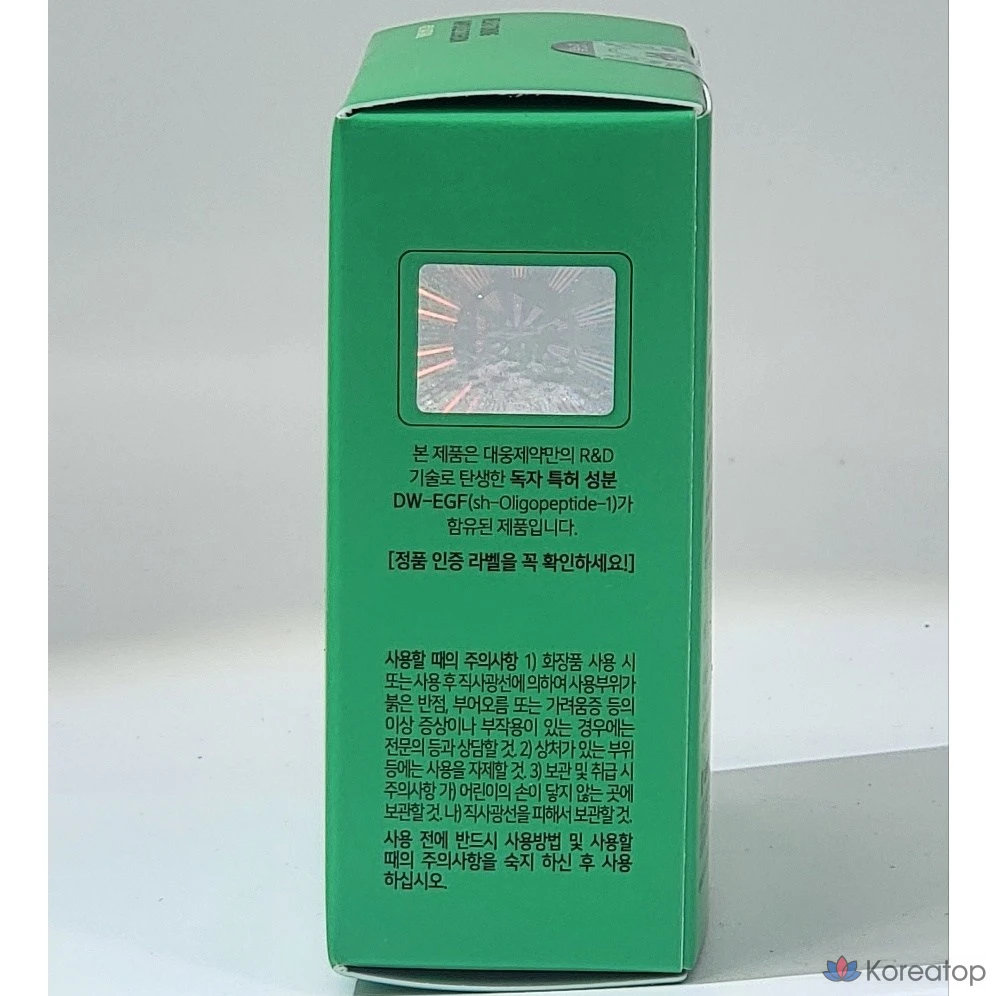 본 제품은 대웅제약만의 R&D
기술로 탄생한 독자 특허 성분
DW-EGF(sh-Oligopeptide-1)가
함유된 제품입니다.
[정품 인증 라벨을 꼭 확인하세요!]
사용할 때의 주의사항 1) 화장품 사용 시
또는 사용 후 직사광선에 의하여 사용부위가
붉은 반점, 부어오름 또는 가려움증 등의
이상 증상이나 부작용이 있는 경우에는
전문의 등과 상담할 것. 2) 상처가 있는 부위
등에는 사용을 자제할 것. 3) 보관 및 취급 시
주의사항 가) 어린이의 손이 닿지 않는 곳에
보관할 것. 나) 직사광선을 피해서 보관할 것.
사용 전에 반드시 사용방법 및 사용할
때의 주의사항을 숙지 하신 후 사용
하십시오.
Koreatop